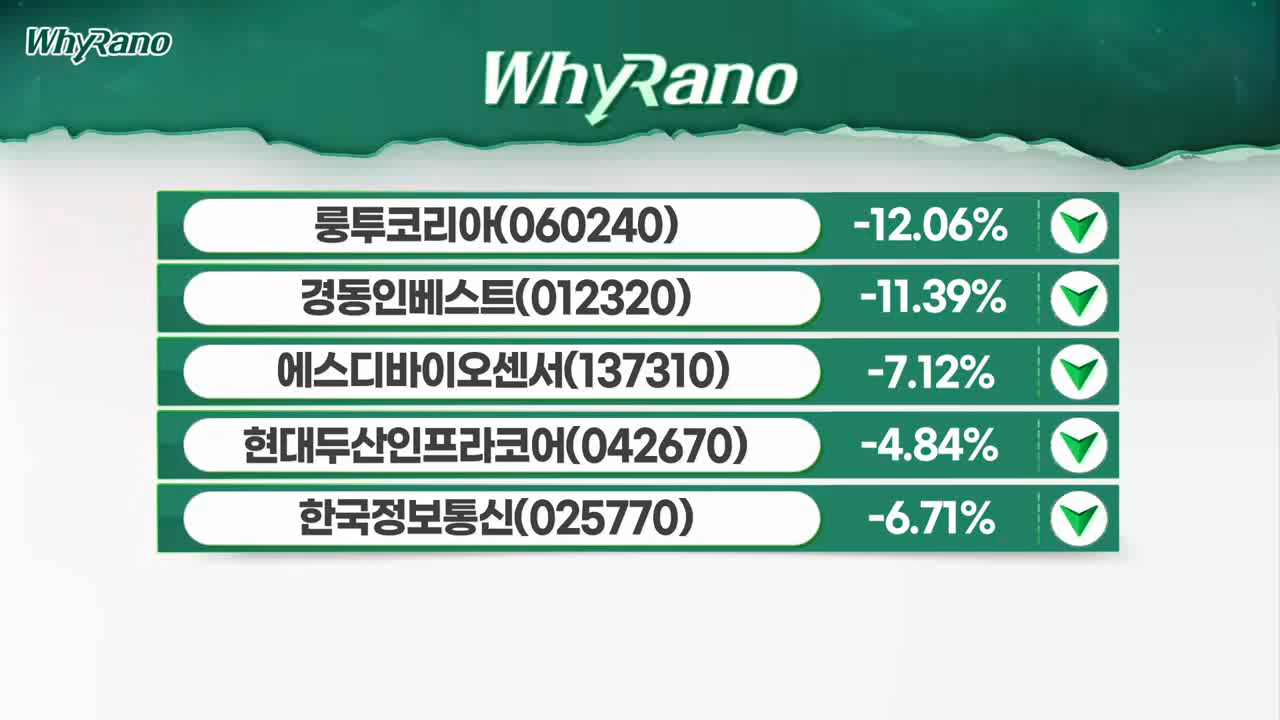 WhyRano
WhyRano
룽투코리아(060240) -12.06%
경동인베스트(012320) -11.39%
에스디바이오센서(137310) -7.12%
현대두산인프라코어(042670) -4.84%
한국정보통신(025770) -6.71%